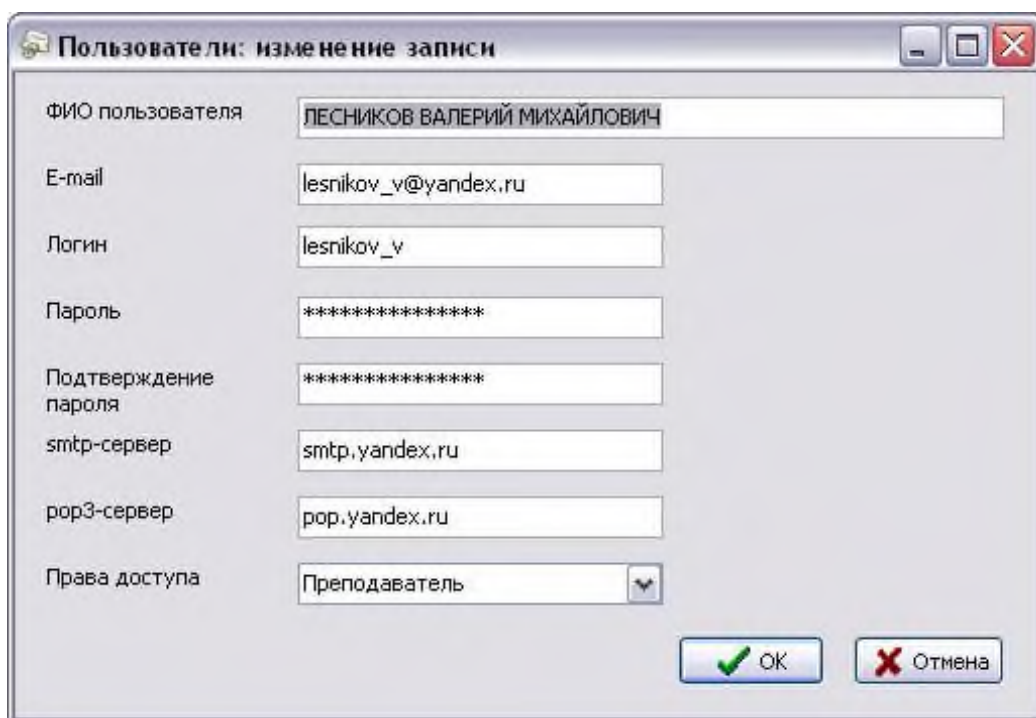 Пользователи: изменение записи
ФИО пользователя
ЛЕСНИКОВ ВАЛЕРИЙ МИХАЙЛОВИЧ
E-mail
lesnikov_v@yandex.ru
Логин
lesnikov_v
Пароль
***************
Подтверждение
пароля
***************
smtp-сервер
smtp.yandex.ru
pop3-сервер
pop.yandex.ru
Права доступа
Преподаватель
OK
Отмена